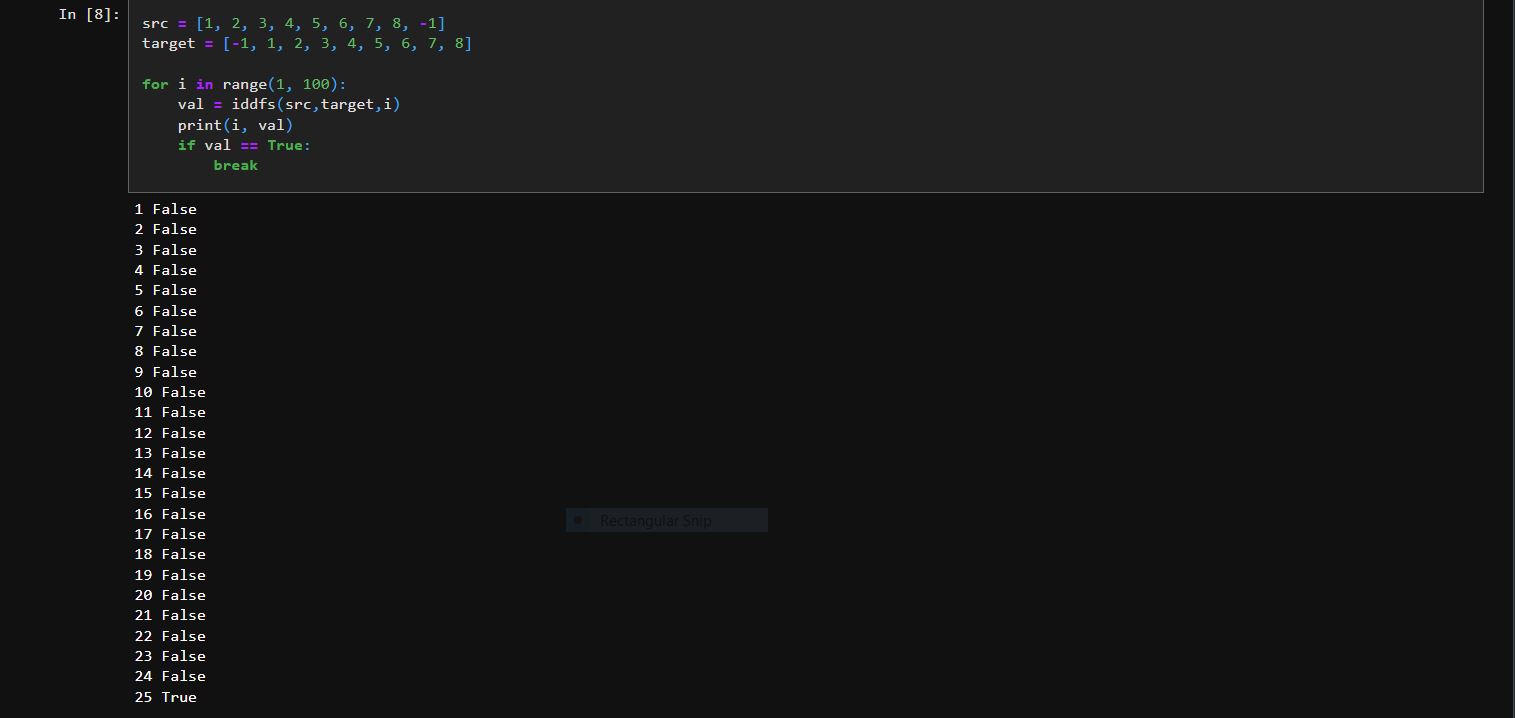 In [8]:
src = [1, 2, 3, 4, 5, 6, 7, 8, -1]
target = [-1, 1, 2, 3, 4, 5, 6, 7, 8]
for i in range(1, 100):
    val = iddfs(src,target,i)
    print(i, val)
    if val == True:
        break
1 False
2 False
3 False
4 False
5 False
6 False
7 False
8 False
9 False
10 False
11 False
12 False
13 False
14 False
15 False
16 False
17 False
18 False
19 False
20 False
21 False
22 False
23 False
24 False
25 True
Rectangular Snip